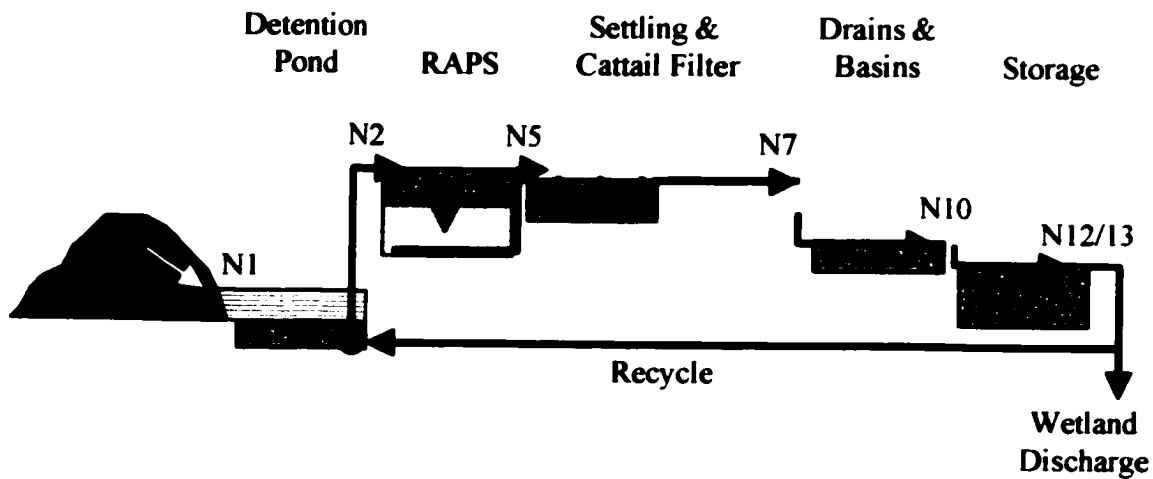 Detention
Pond
RAPS
Settling &
Cattail Filter
Drains &
Basins
Storage
N2
N5
N7
N10
N12/13
N1
Recycle
Wetland
Discharge